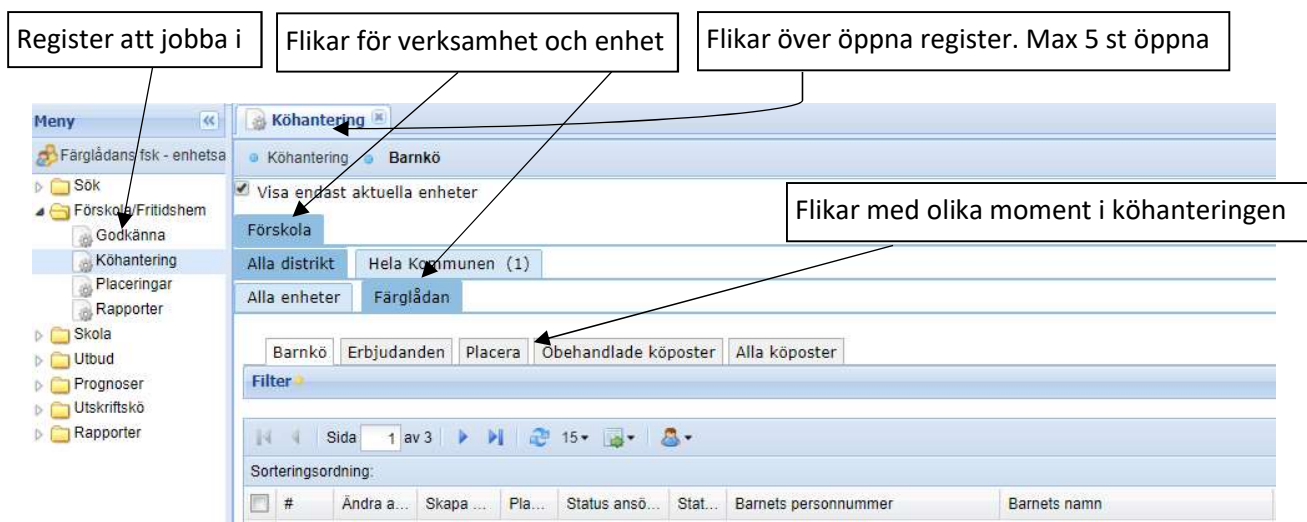 Register att jobba i
Flikar för verksamhet och enhet
Flikar över öppna register. Max 5 st öppna
Meny
Köhantering
Färglådans fsk - enhetsa
Köhantering Barnkö
Sök
Visa endast aktuella enheter
Förskola/Fritidshem
Flikar med olika moment i köhanteringen
Godkänna
Förskola
Köhantering
Alla distrikt Hela Kommunen (1)
Placeringar
Alla enheter Färglådan
Rapporter
Skola
Utbud
Barnkö Erbjudanden Placera Obehandlade köposter Alla köposter
Prognoser
Filter
Utskriftskö
Rapporter
Sida 1 av 3 15
Sorteringsordning:
# Ändra a... Skapa ... Pla... Status ansö... Stat... Barnets personnummer Barnets namn